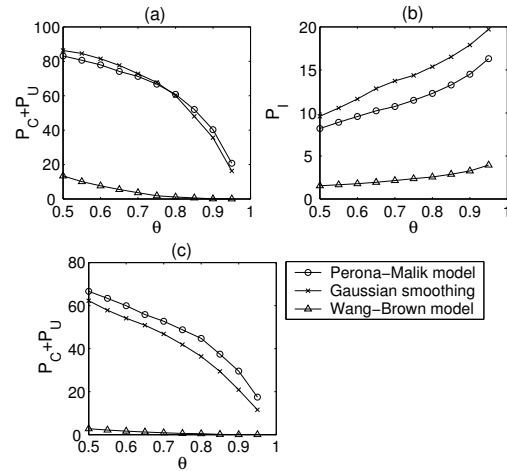 (a)
P_C+P_U
100
80
60
40
20
0
0.5 0.6 0.7 0.8 0.9 1
θ
(b)
P_I
20
15
10
5
0
0.5 0.6 0.7 0.8 0.9 1
θ
(c)
P_C+P_U
80
60
40
20
0
0.5 0.6 0.7 0.8 0.9 1
θ
Perona−Malik model
Gaussian smoothing
Wang−Brown model